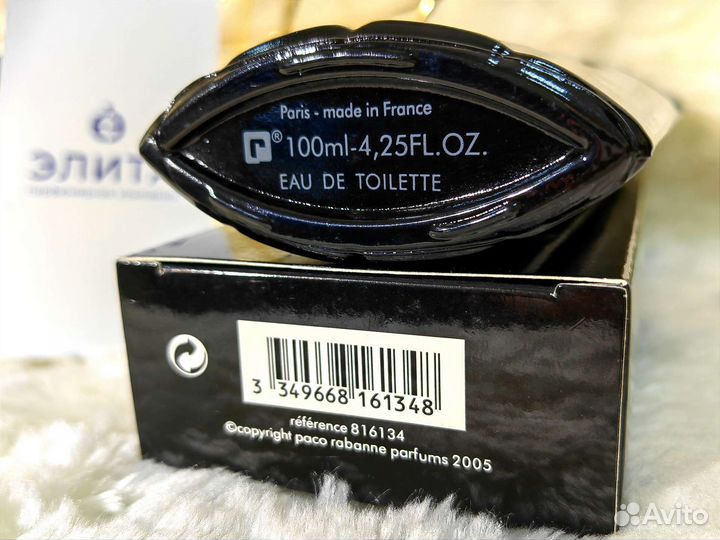 ЭЛИТ
Paris - made in France
® 100ml-4,25FL.OZ.
EAU DE TOILETTE
3 349668 161348
référence 816134
©copyright paco rabanne parfums 2005
Avito